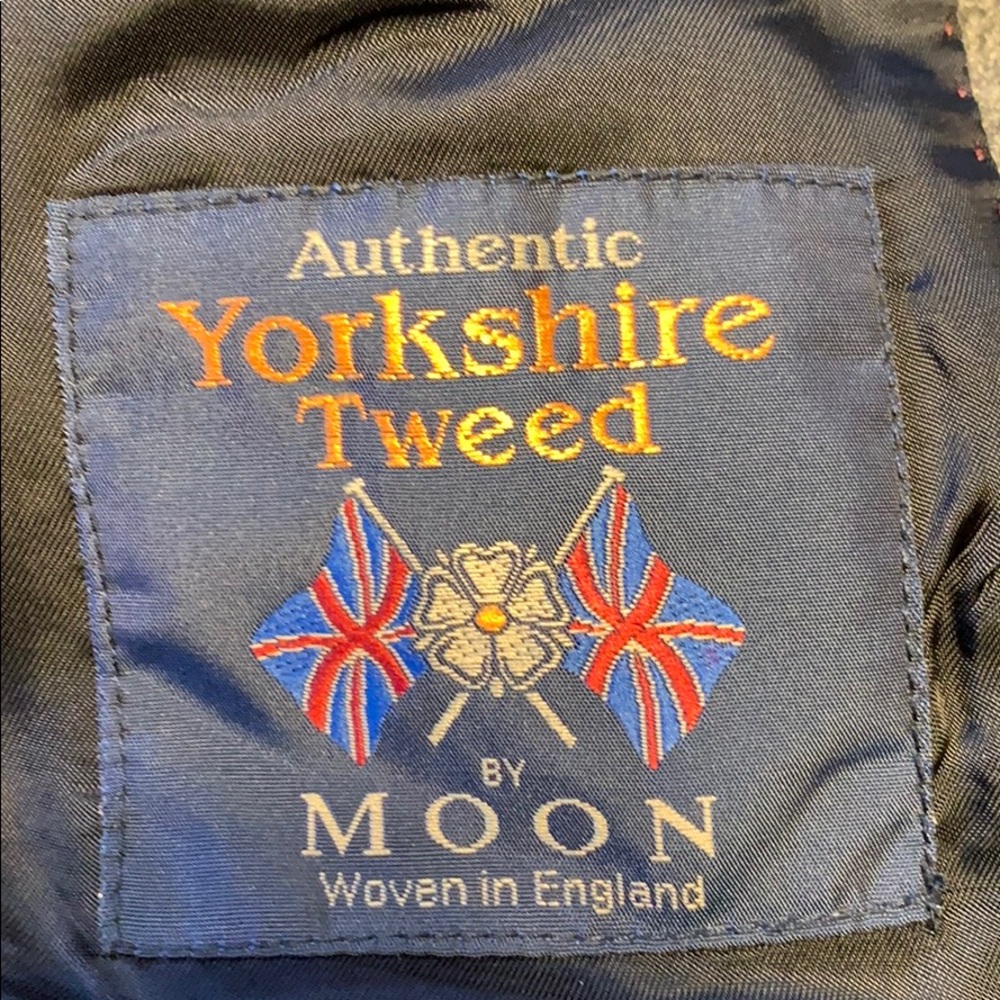 Authentic
Yorkshire
Tweed
BY
MOON
Woven in England